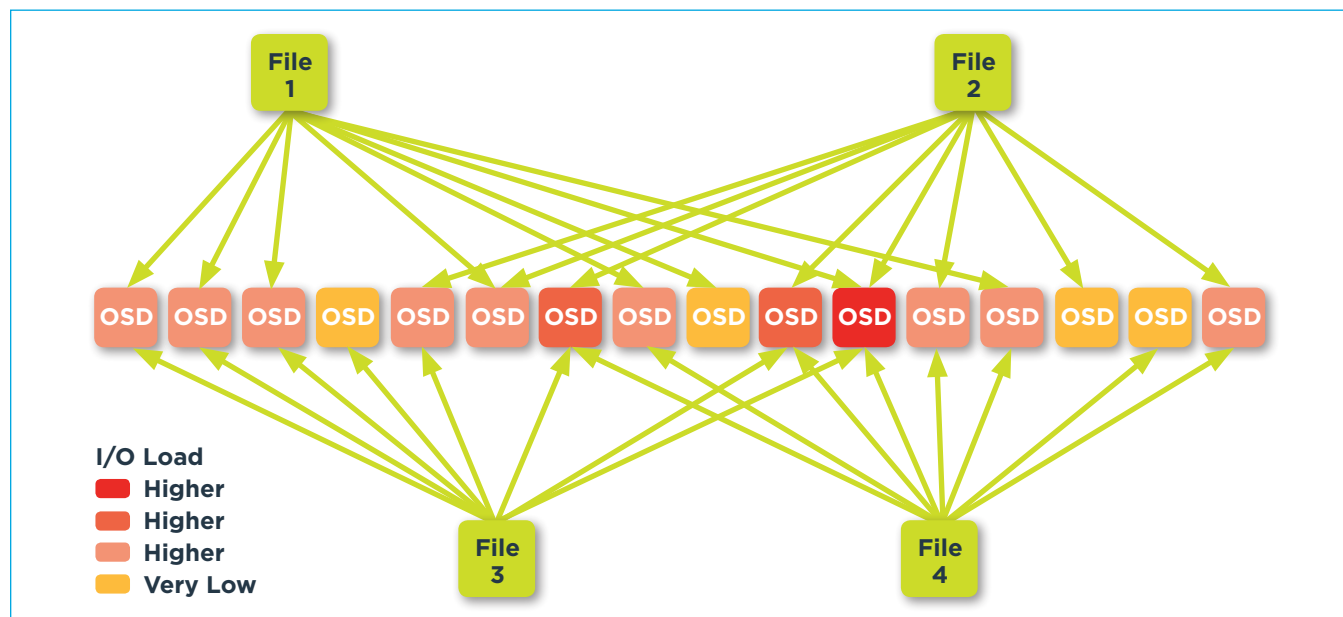 File
1
File
2
OSD OSD OSD OSD OSD OSD OSD OSD OSD OSD OSD OSD OSD OSD OSD OSD
I/O Load
Higher
Higher
Higher
Very Low
File
3
File
4